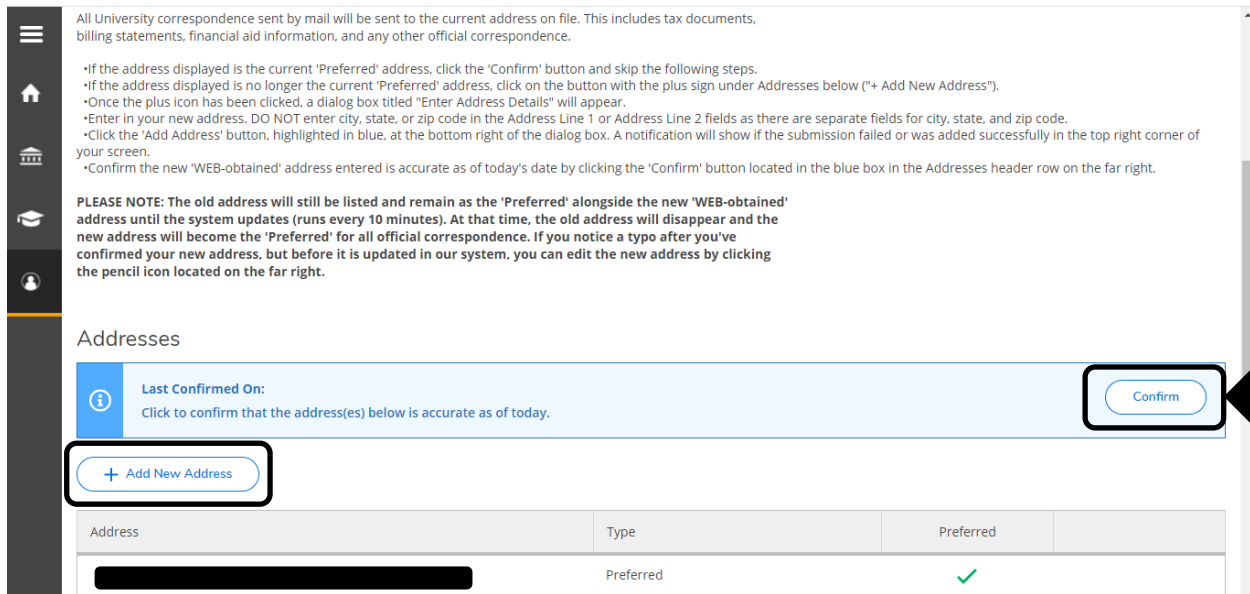 All University correspondence sent by mail will be sent to the current address on file. This includes tax documents,
billing statements, financial aid information, and any other official correspondence.
•If the address displayed is the current 'Preferred' address, click the 'Confirm' button and skip the following steps.
•If the address displayed is no longer the current 'Preferred' address, click on the button with the plus sign under Addresses below ("+ Add New Address").
•Once the plus icon has been clicked, a dialog box titled "Enter Address Details" will appear.
•Enter in your new address. DO NOT enter city, state, or zip code in the Address Line 1 or Address Line 2 fields as there are separate fields for city, state, and zip code.
•Click the 'Add Address' button, highlighted in blue, at the bottom right of the dialog box. A notification will show if the submission failed or was added successfully in the top right corner of
your screen.
•Confirm the new 'WEB-obtained' address entered is accurate as of today's date by clicking the 'Confirm' button located in the blue box in the Addresses header row on the far right.
PLEASE NOTE: The old address will still be listed and remain as the 'Preferred' alongside the new 'WEB-obtained'
address until the system updates (runs every 10 minutes). At that time, the old address will disappear and the
new address will become the 'Preferred' for all official correspondence. If you notice a typo after you've
confirmed your new address, but before it is updated in our system, you can edit the new address by clicking
the pencil icon located on the far right.
Addresses
Last Confirmed On:
Click to confirm that the address(es) below is accurate as of today.
Confirm
+ Add New Address
Address Type Preferred
Preferred